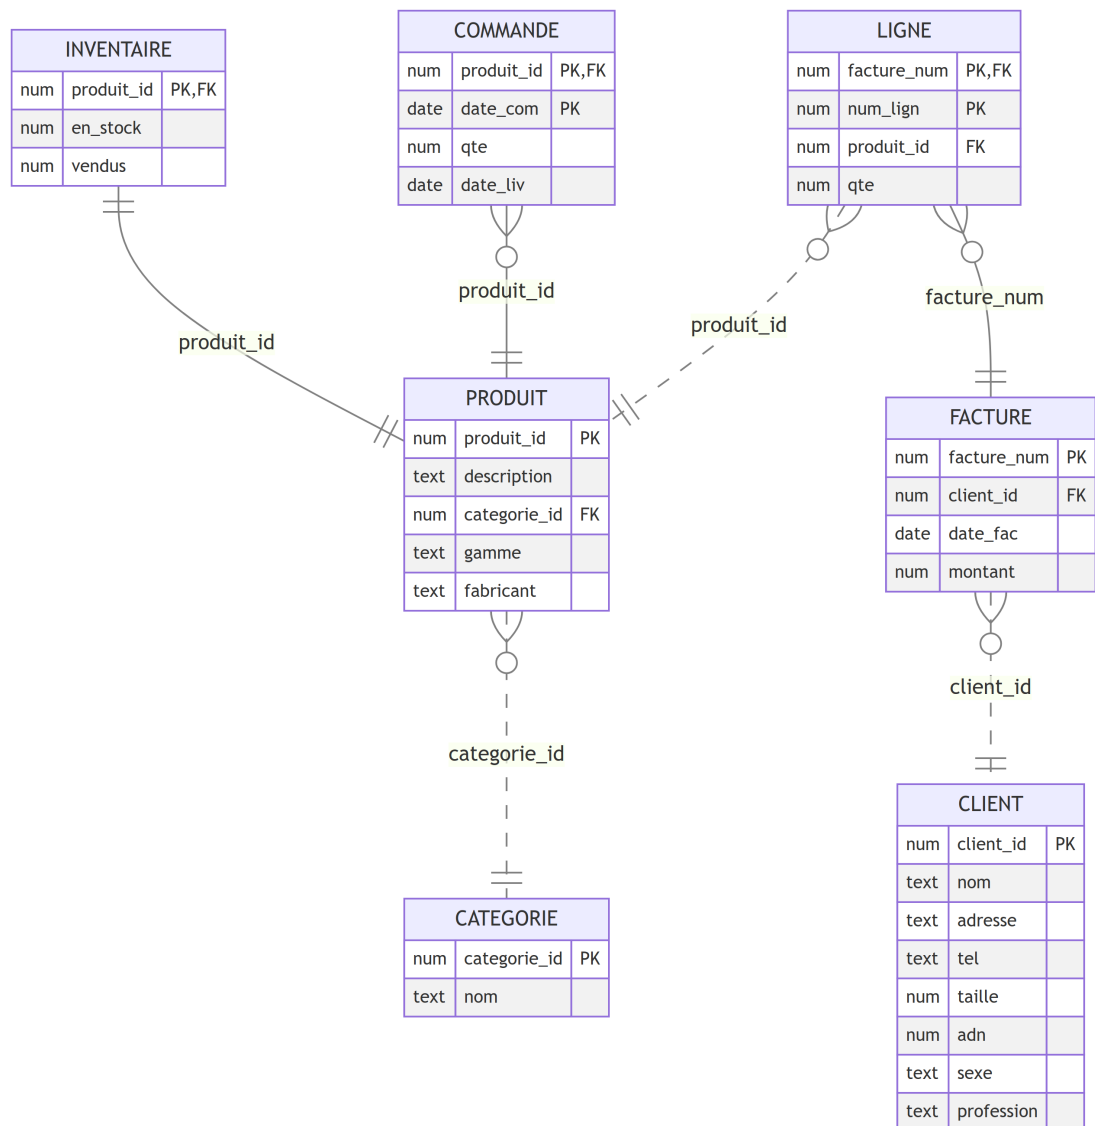 INVENTAIRE
num produit_id PK,FK
num en_stock
num vendus
COMMANDE
num produit_id PK,FK
date date_com PK
num qte
date date_liv
LIGNE
num facture_num PK,FK
num num_lign PK
num produit_id FK
num qte
produit_id
produit_id
produit_id
facture_num
PRODUIT
num produit_id PK
text description
num categorie_id FK
text gamme
text fabricant
FACTURE
num facture_num PK
num client_id FK
date date_fac
num montant
categorie_id
client_id
CATEGORIE
num categorie_id PK
text nom
CLIENT
num client_id PK
text nom
text adresse
text tel
num taille
num adn
text sexe
text profession